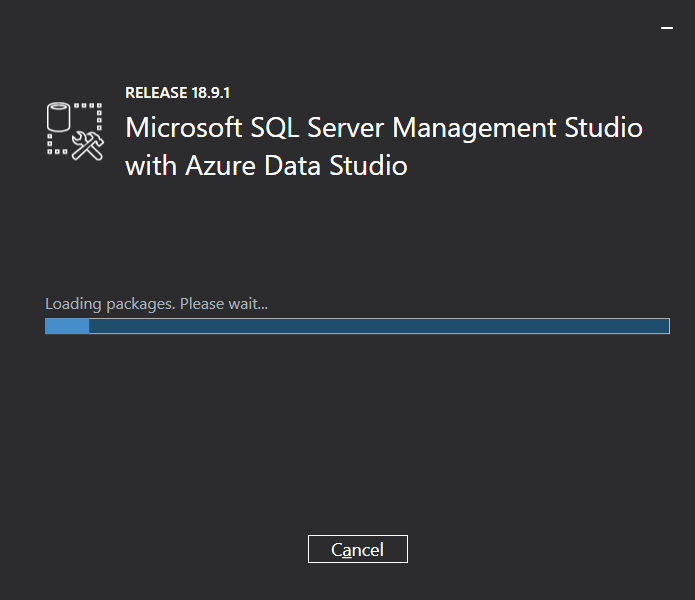 RELEASE 18.9.1
Microsoft SQL Server Management Studio
with Azure Data Studio
Loading packages. Please wait...
Cancel